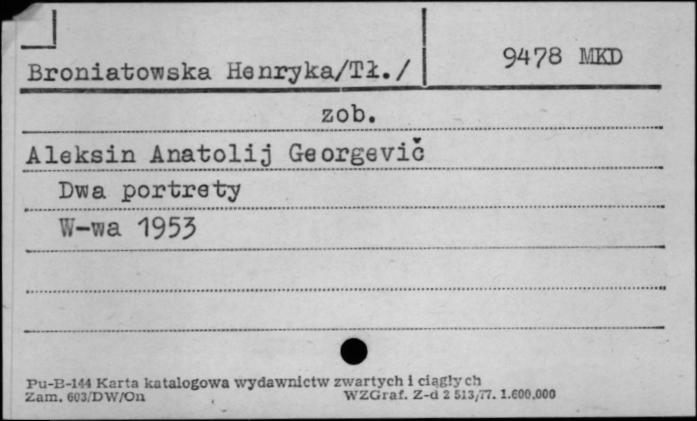 Broniatowska Henryka/Tł./
9478 MKD
zob.
Aleksin Anatolij Georgevič
Dwa portrety
W-wa 1953
Pu-B-144 Karta katalogowa wydawnictw zwartych i ciągłych
Zam. 603/DW/On WZGraf. Z-d 2 513/77. 1.600.000